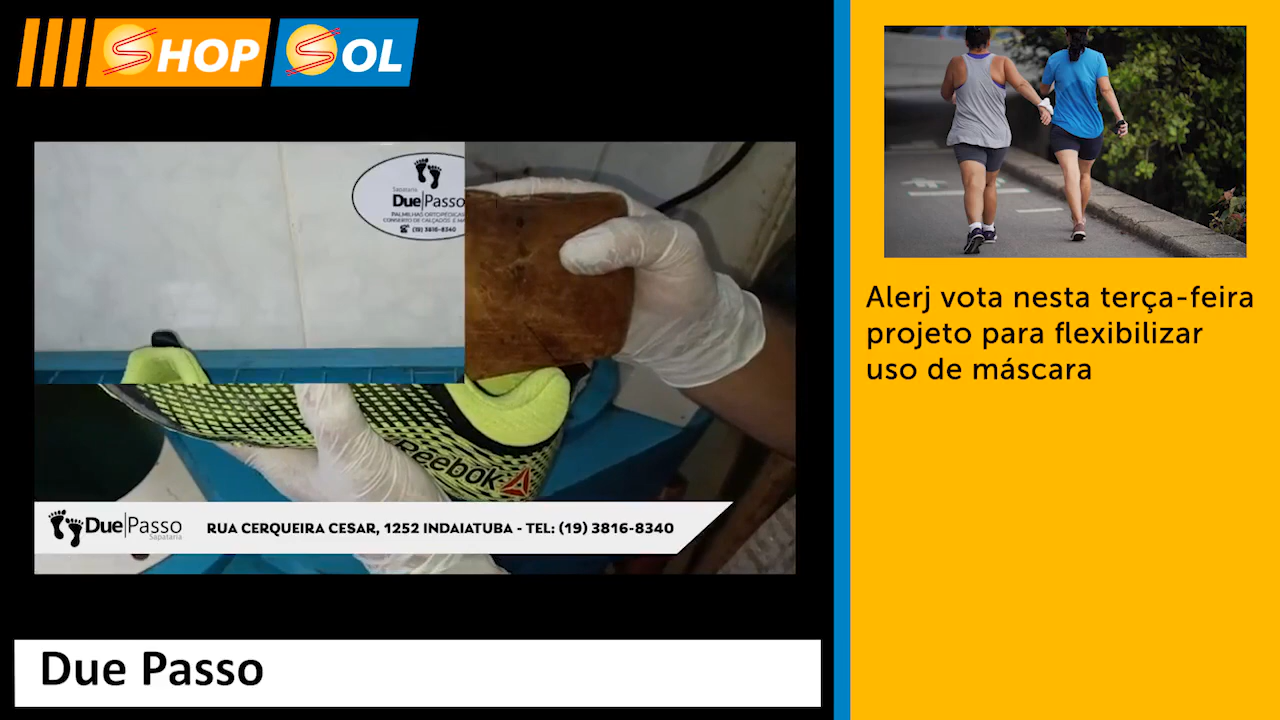 SHOP SOL
Sapataria
Due|Passo
PALMILHAS ORTOPÉDICAS
(19) 3816-8340
Reebok
Due|Passo
Sapataria
RUA CERQUEIRA CESAR, 1252 INDAIATUBA - TEL: (19) 3816-8340
Due Passo
Alerj vota nesta terça-feira
projeto para flexibilizar
uso de máscara